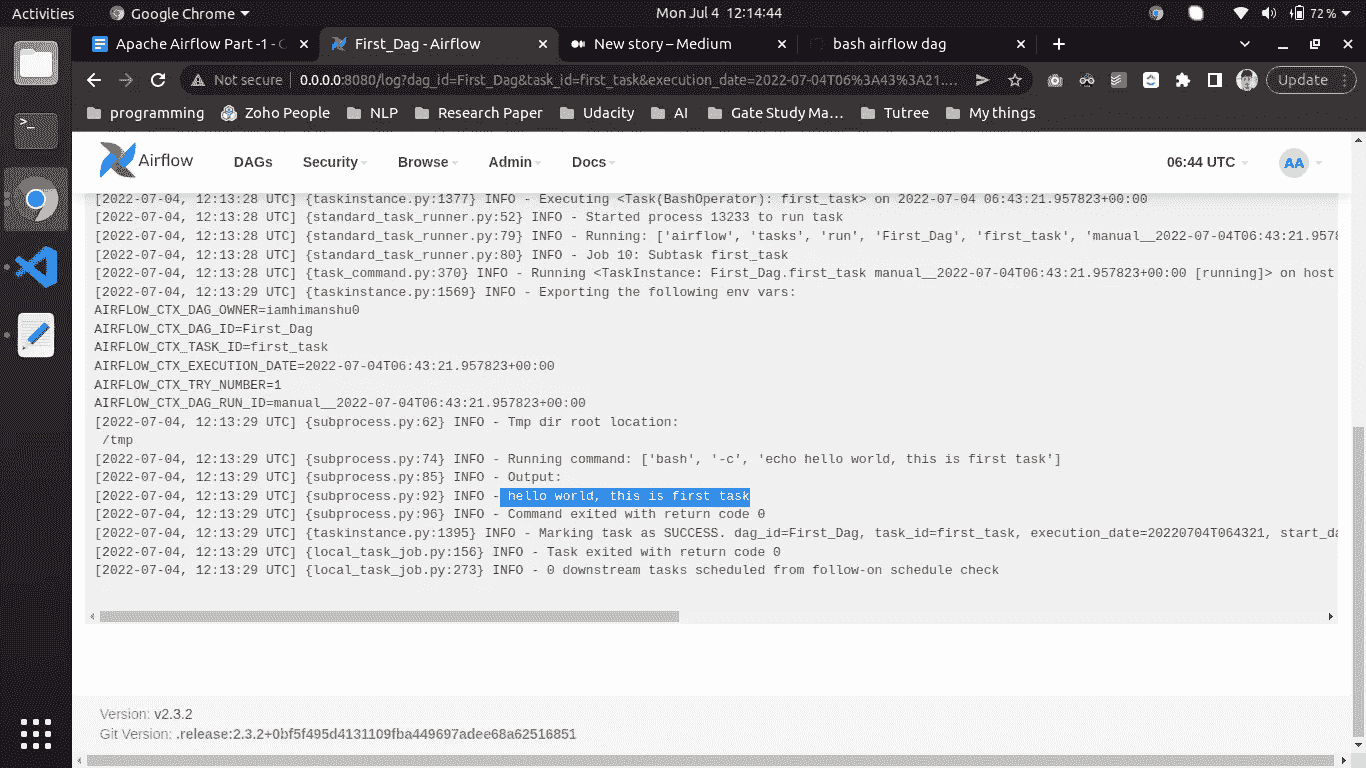 Activities Google Chrome Mon Jul 4 12:14:44 72 %
Apache Airflow Part -1 - First_Dag - Airflow New story – Medium bash airflow dag
Not secure 0.0.0.0:8080/log?dag_id=First_Dag&task_id=first_task&execution_date=2022-07-04T06%3A43%3A21.… Update
programming Zoho People NLP Research Paper Udacity AI Gate Study Ma… Tutree My things
Airflow DAGs Security Browse Admin Docs 06:44 UTC AA
[2022-07-04, 12:13:28 UTC] {taskinstance.py:1377} INFO - Executing <Task(BashOperator): first_task> on 2022-07-04 06:43:21.957823+00:00
[2022-07-04, 12:13:28 UTC] {standard_task_runner.py:52} INFO - Started process 13233 to run task
[2022-07-04, 12:13:28 UTC] {standard_task_runner.py:79} INFO - Running: ['airflow', 'tasks', 'run', 'First_Dag', 'first_task', 'manual__2022-07-04T06:43:21.9578
[2022-07-04, 12:13:28 UTC] {standard_task_runner.py:80} INFO - Job 10: Subtask first_task
[2022-07-04, 12:13:28 UTC] {task_command.py:370} INFO - Running <TaskInstance: First_Dag.first_task manual__2022-07-04T06:43:21.957823+00:00 [running]> on host
[2022-07-04, 12:13:29 UTC] {taskinstance.py:1569} INFO - Exporting the following env vars:
AIRFLOW_CTX_DAG_OWNER=iamhimanshu0
AIRFLOW_CTX_DAG_ID=First_Dag
AIRFLOW_CTX_TASK_ID=first_task
AIRFLOW_CTX_EXECUTION_DATE=2022-07-04T06:43:21.957823+00:00
AIRFLOW_CTX_TRY_NUMBER=1
AIRFLOW_CTX_DAG_RUN_ID=manual__2022-07-04T06:43:21.957823+00:00
[2022-07-04, 12:13:29 UTC] {subprocess.py:62} INFO - Tmp dir root location:
/tmp
[2022-07-04, 12:13:29 UTC] {subprocess.py:74} INFO - Running command: ['bash', '-c', 'echo hello world, this is first task']
[2022-07-04, 12:13:29 UTC] {subprocess.py:85} INFO - Output:
[2022-07-04, 12:13:29 UTC] {subprocess.py:92} INFO - hello world, this is first task
[2022-07-04, 12:13:29 UTC] {subprocess.py:96} INFO - Command exited with return code 0
[2022-07-04, 12:13:29 UTC] {taskinstance.py:1395} INFO - Marking task as SUCCESS. dag_id=First_Dag, task_id=first_task, execution_date=20220704T064321, start_da
[2022-07-04, 12:13:29 UTC] {local_task_job.py:156} INFO - Task exited with return code 0
[2022-07-04, 12:13:29 UTC] {local_task_job.py:273} INFO - 0 downstream tasks scheduled from follow-on schedule check
Version: v2.3.2
Git Version: .release:2.3.2+0bf5f495d4131109fba449697adee68a62516851